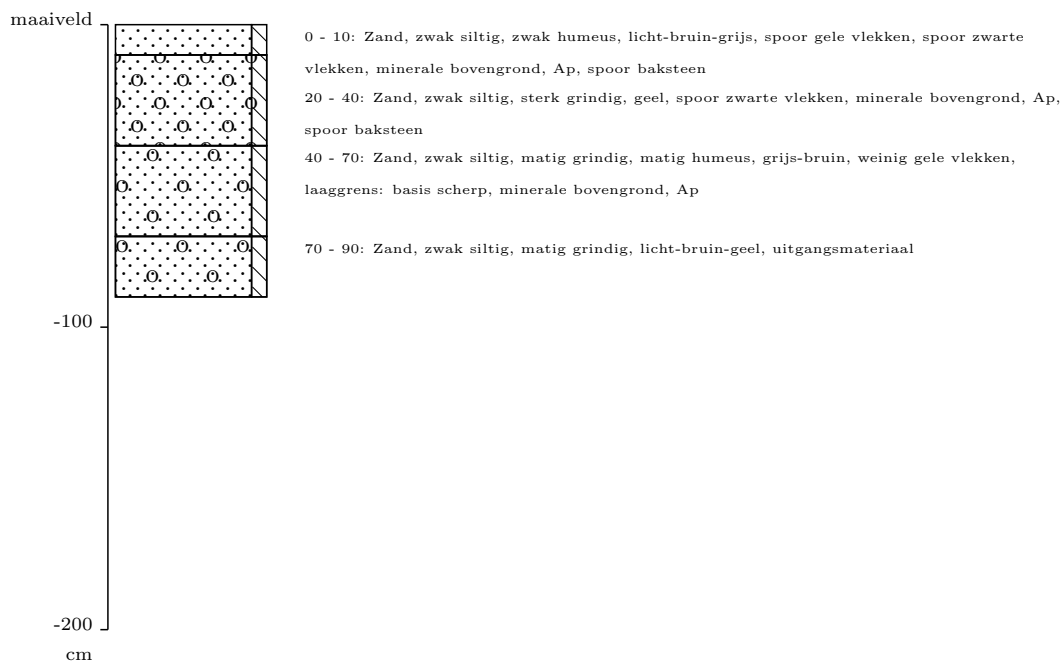 maaiveld
0 - 10: Zand, zwak siltig, zwak humeus, licht-bruin-grijs, spoor gele vlekken, spoor zwarte
vlekken, minerale bovengrond, Ap, spoor baksteen
20 - 40: Zand, zwak siltig, sterk grindig, geel, spoor zwarte vlekken, minerale bovengrond, Ap,
spoor baksteen
40 - 70: Zand, zwak siltig, matig grindig, matig humeus, grijs-bruin, weinig gele vlekken,
laaggrens: basis scherp, minerale bovengrond, Ap
70 - 90: Zand, zwak siltig, matig grindig, licht-bruin-geel, uitgangsmateriaal
-100
-200
cm